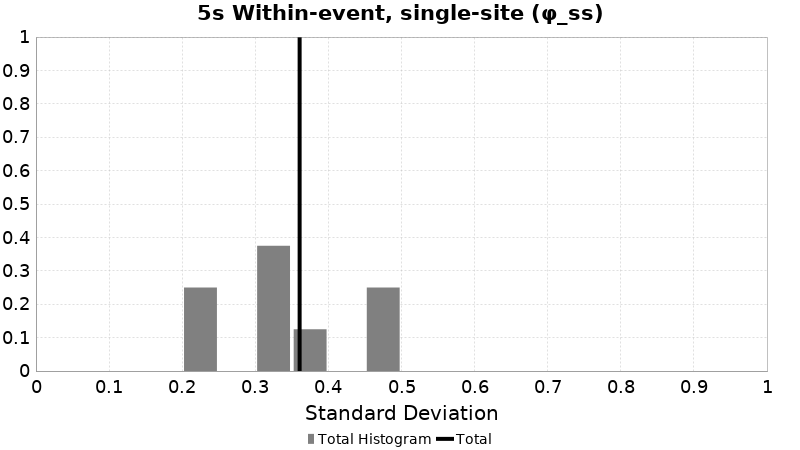 5s Within-event, single-site (φ_ss)
1
0.9
0.8
0.7
0.6
0.5
0.4
0.3
0.2
0.1
0
0 0.1 0.2 0.3 0.4 0.5 0.6 0.7 0.8 0.9 1
Standard Deviation
Total Histogram Total